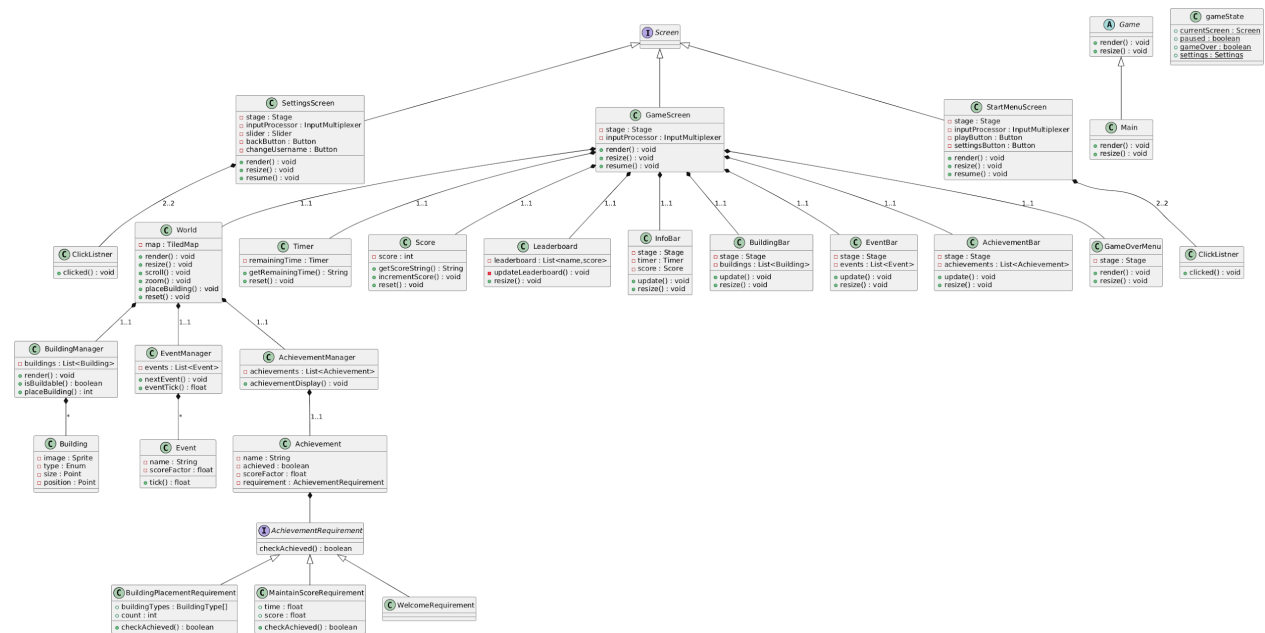 Screen
Game
render() : void
resize() : void
gameState
currentScreen : Screen
paused : boolean
gameOver : boolean
settings : Settings
SettingsScreen
stage : Stage
inputProcessor : InputMultiplexer
slider : Slider
backButton : Button
changeUsername : Button
render() : void
resize() : void
resume() : void
GameScreen
stage : Stage
inputProcessor : InputMultiplexer
render() : void
resize() : void
resume() : void
StartMenuScreen
stage : Stage
inputProcessor : InputMultiplexer
playButton : Button
settingsButton : Button
render() : void
resize() : void
resume() : void
Main
render() : void
resize() : void
2..2
1..1
1..1
1..1
1..1
1..1
1..1
1..1
1..1
1..1
2..2
ClickListner
clicked() : void
World
map : TiledMap
render() : void
resize() : void
scroll() : void
zoom() : void
placeBuilding() : void
reset() : void
Timer
remainingTime : Timer
getRemainingTime() : String
reset() : void
Score
score : int
getScoreString() : String
incrementScore() : void
reset() : void
Leaderboard
leaderboard : List<name,score>
updateLeaderboard() : void
resize() : void
InfoBar
stage : Stage
timer : Timer
score : Score
update() : void
resize() : void
BuildingBar
stage : Stage
buildings : List<Building>
update() : void
resize() : void
EventBar
stage : Stage
events : List<Event>
update() : void
resize() : void
AchievementBar
stage : Stage
achievements : List<Achievement>
update() : void
resize() : void
GameOverMenu
stage : Stage
render() : void
resize() : void
ClickListner
clicked() : void
1..1
1..1
1..1
BuildingManager
buildings : List<Building>
render() : void
isBuildable() : boolean
placeBuilding() : int
EventManager
events : List<Event>
nextEvent() : void
eventTick() : float
AchievementManager
achievements : List<Achievement>
achievementDisplay() : void
*
*
1..1
Building
image : Sprite
type : Enum
size : Point
position : Point
Event
name : String
scoreFactor : float
tick() : float
Achievement
name : String
achieved : boolean
scoreFactor : float
requirement : AchievementRequirement
AchievementRequirement
checkAchieved() : boolean
BuildingPlacementRequirement
buildingTypes : BuildingType[]
count : int
checkAchieved() : boolean
MaintainScoreRequirement
time : float
score : float
checkAchieved() : boolean
WelcomeRequirement